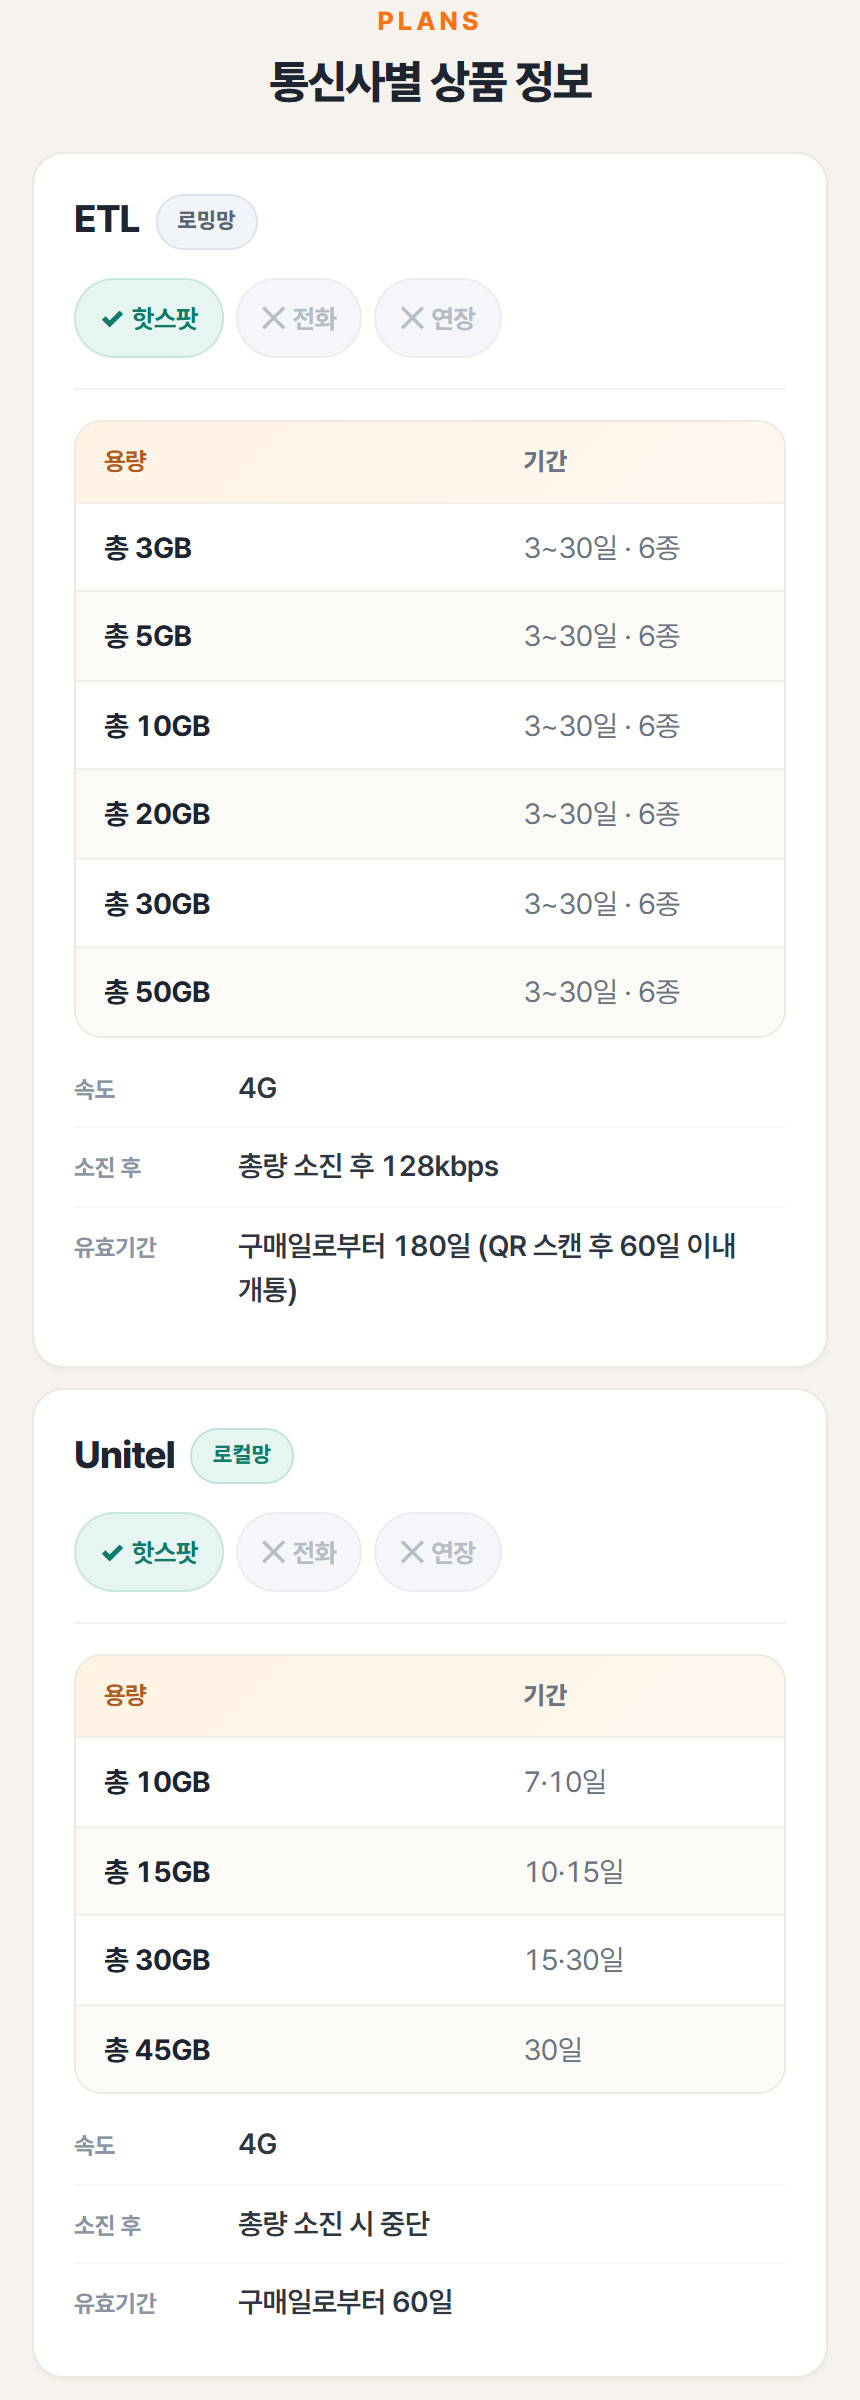 PLANS
통신사별 상품 정보
ETL 로밍망
✓ 핫스팟 ✕ 전화 ✕ 연장
용량 기간
총 3GB 3~30일 · 6종
총 5GB 3~30일 · 6종
총 10GB 3~30일 · 6종
총 20GB 3~30일 · 6종
총 30GB 3~30일 · 6종
총 50GB 3~30일 · 6종
속도 4G
소진 후 총량 소진 후 128kbps
유효기간 구매일로부터 180일 (QR 스캔 후 60일 이내
개통)
Unitel 로컬망
✓ 핫스팟 ✕ 전화 ✕ 연장
용량 기간
총 10GB 7·10일
총 15GB 10·15일
총 30GB 15·30일
총 45GB 30일
속도 4G
소진 후 총량 소진 시 중단
유효기간 구매일로부터 60일